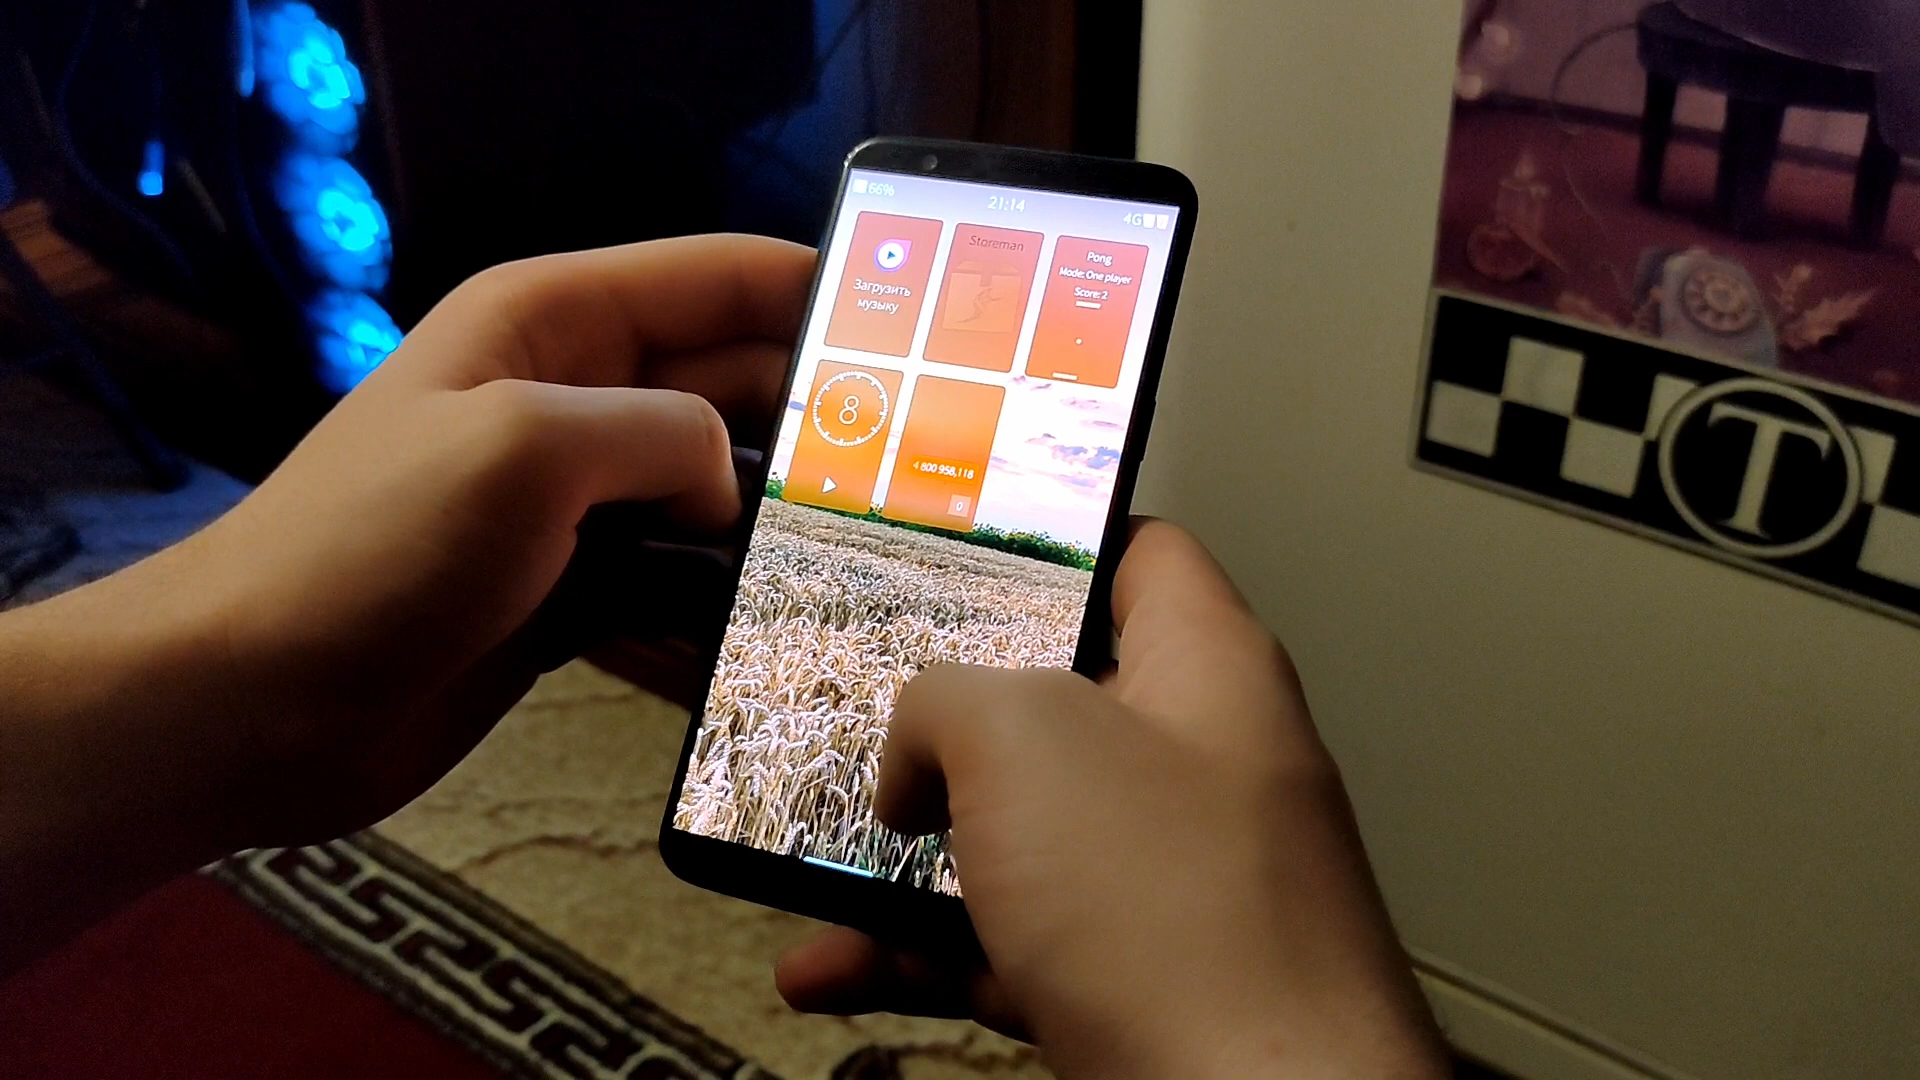 66%
21:14
4G
Загрузить
музыку
Storeman
Pong
Mode: One player
Score: 2
8
4 800 958,118
0
T